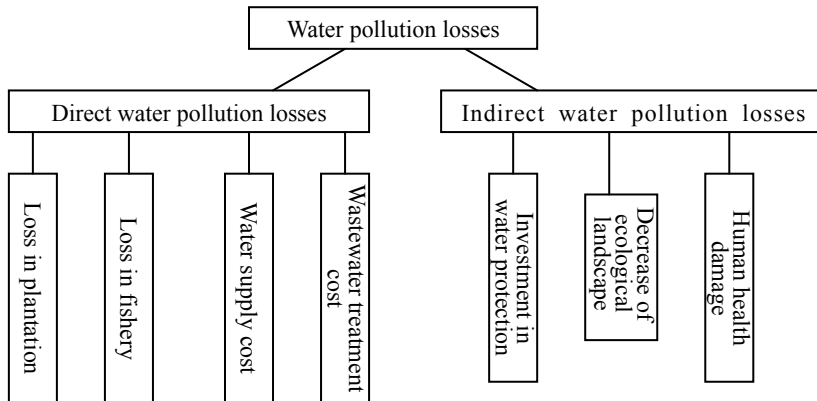 Water pollution losses
Direct water pollution losses
Indirect water pollution losses
Loss in plantation
Loss in fishery
Water supply cost
Wastewater treatment
cost
Investment in
water protection
Decrease of
ecological
landscape
Human health
damage